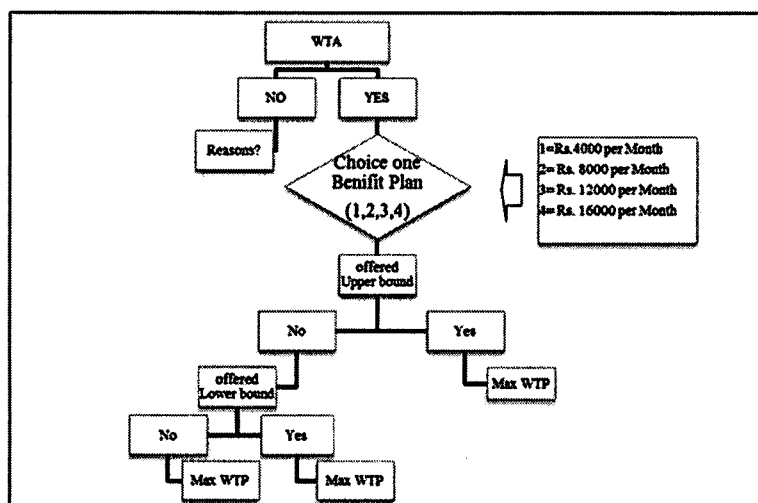 WTA
NO
YES
Reasons?
Choice one
Benifit Plan
(1,2,3,4)
1=Rs.4000 per Month
2= Rs. 8000 per Month
3= Rs. 12000 per Month
4= Rs. 16000 per Month
offered
Upper bound
No
Yes
offered
Lower bound
Max WTP
No
Yes
Max WTP
Max WTP